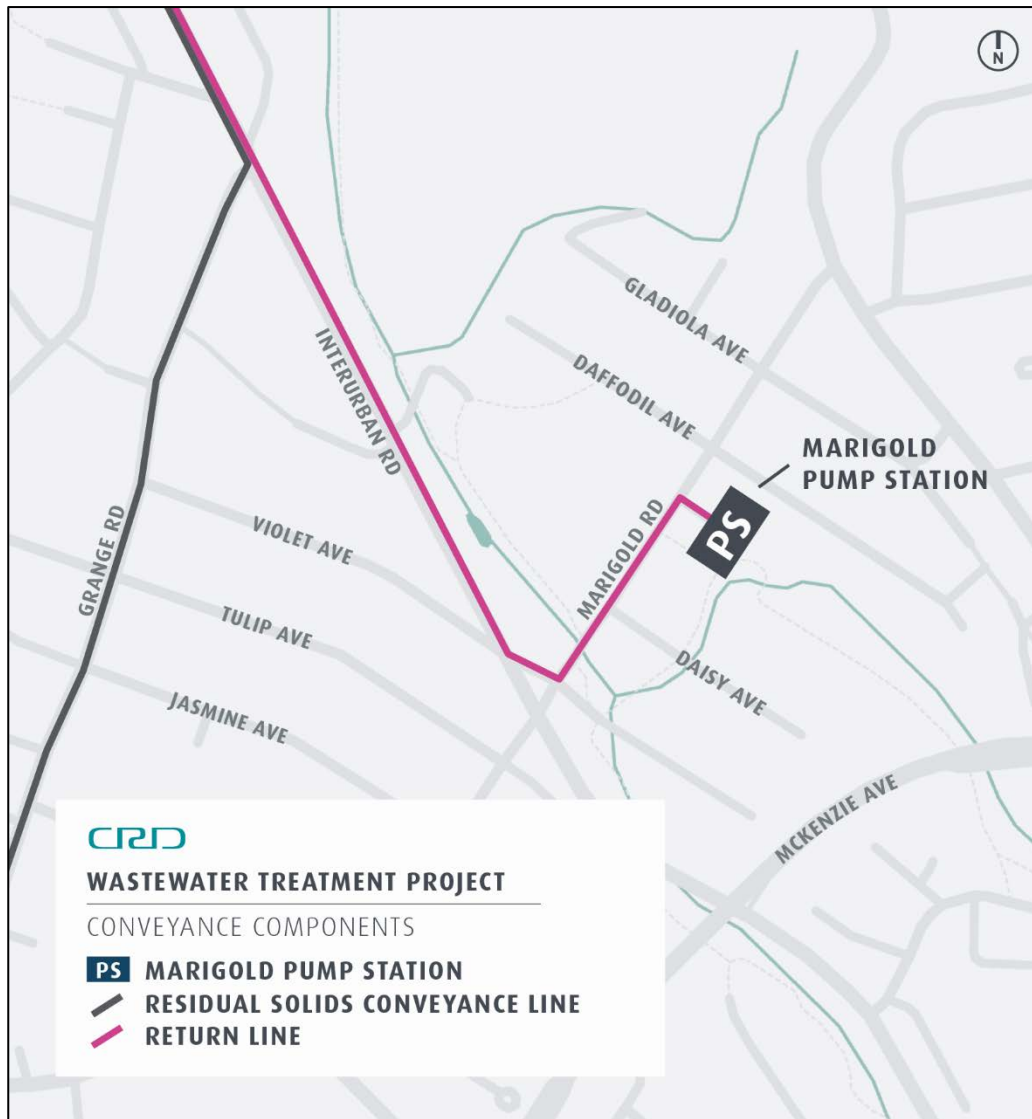 N
GLADIOLA AVE
INTERURBAN RD
DAFFODIL AVE
MARIGOLD
PUMP STATION
PS
GRANGE RD
VIOLET AVE
MARIGOLD RD
TULIP AVE
DAISY AVE
JASMINE AVE
MCKENZIE AVE
CRD
WASTEWATER TREATMENT PROJECT
CONVEYANCE COMPONENTS
PS MARIGOLD PUMP STATION
RESIDUAL SOLIDS CONVEYANCE LINE
RETURN LINE